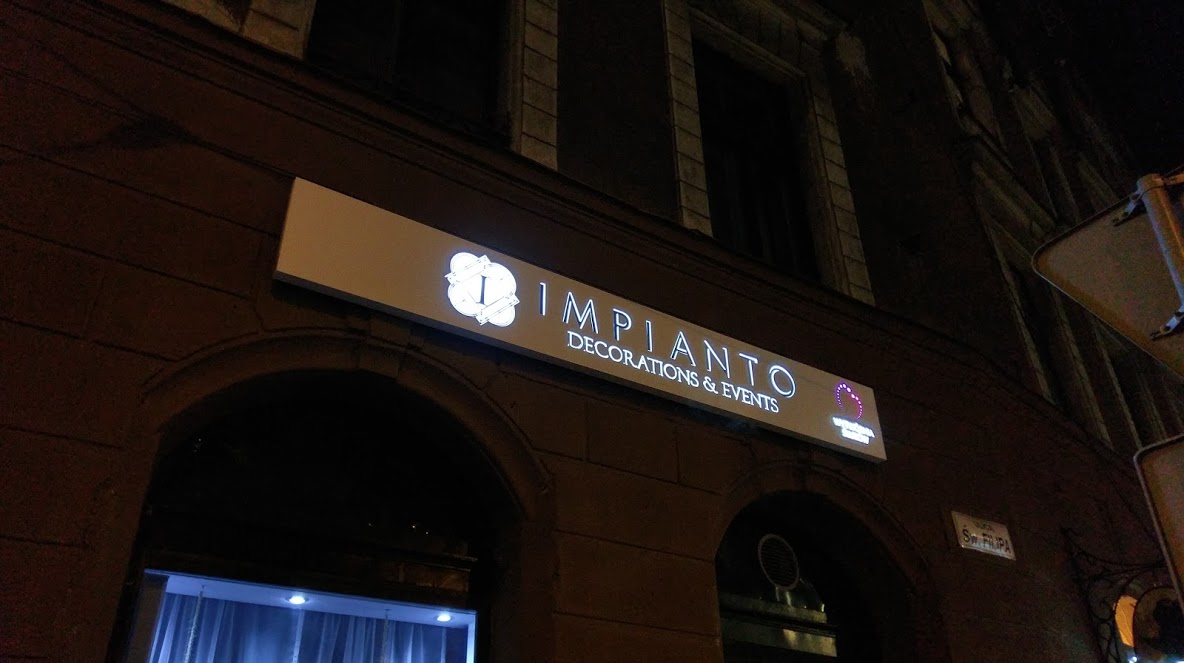 I
IMPIANTO
DECORATIONS & EVENTS
ULICA
ŚW. FILIPA